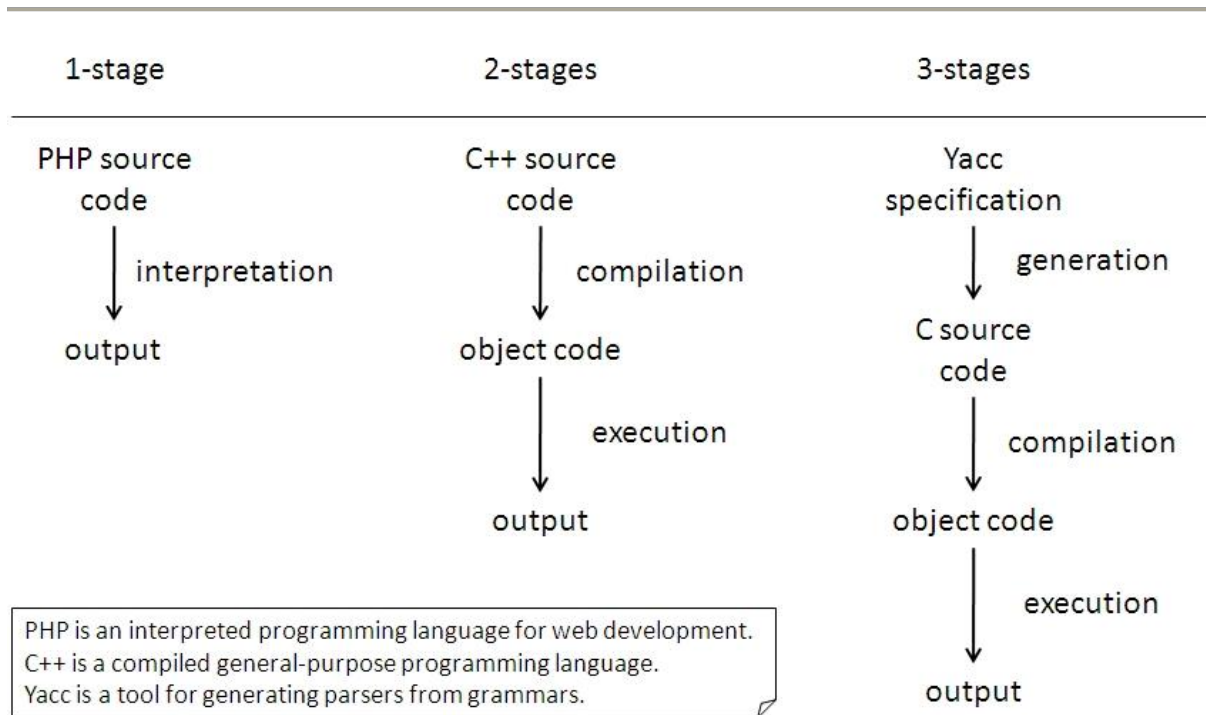 1-stage
2-stages
3-stages
PHP source
code
interpretation
output
C++ source
code
compilation
object code
execution
output
Yacc
specification
generation
C source
code
compilation
object code
execution
output
PHP is an interpreted programming language for web development.
C++ is a compiled general-purpose programming language.
Yacc is a tool for generating parsers from grammars.